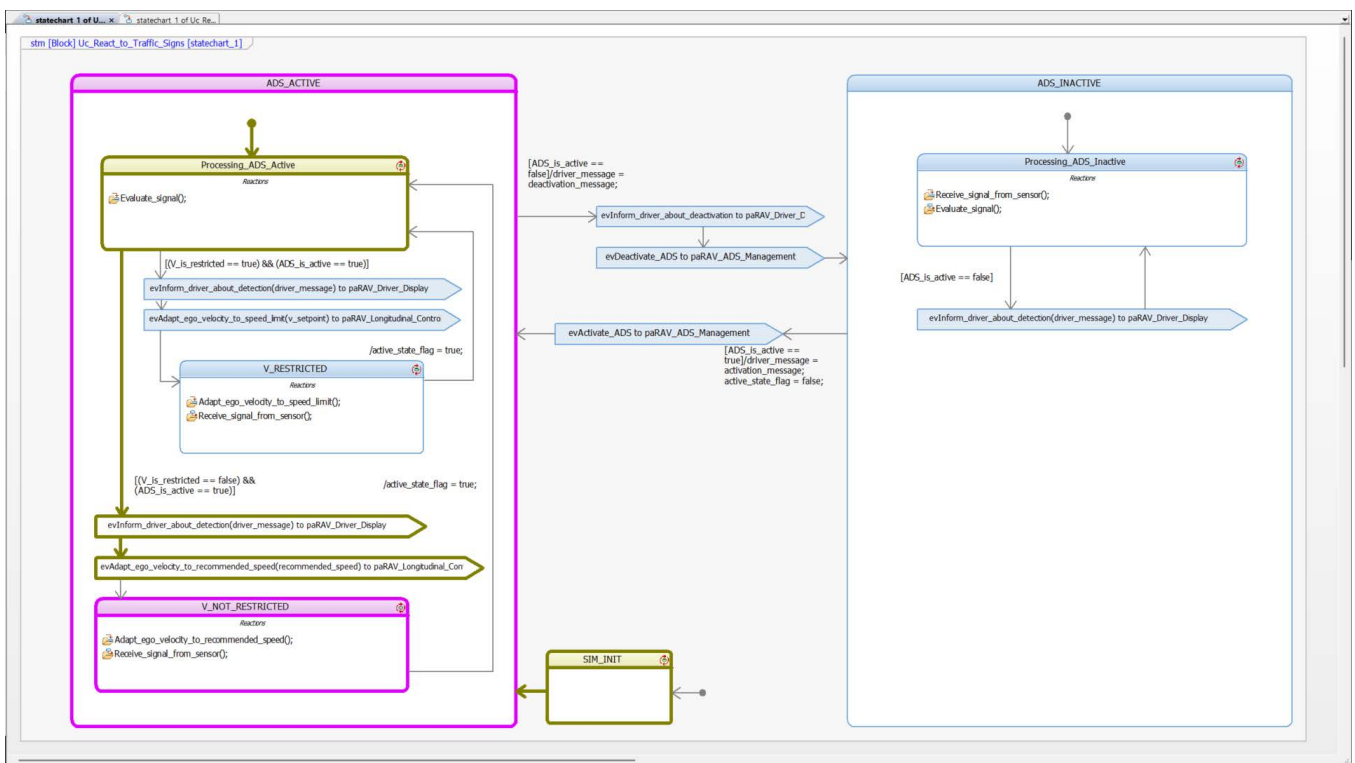 statechart 1 of U... × statechart 1 of Uc Re...
stm [Block] Uc_React_to_Traffic_Signs [statechart_1]
ADS_ACTIVE
Processing_ADS_Active
Reactions
Evaluate_signal();
[(V_is_restricted == true) && (ADS_is_active == true)]
evInform_driver_about_detection(driver_message) to paRAV_Driver_Display
evAdapt_ego_velocity_to_speed_limit(v_setpoint) to paRAV_Longitudinal_Contro
/active_state_flag = true;
V_RESTRICTED
Reactions
Adapt_ego_velocity_to_speed_limit();
Receive_signal_from_sensor();
[(V_is_restricted == false) &&
(ADS_is_active == true)]
/active_state_flag = true;
evInform_driver_about_detection(driver_message) to paRAV_Driver_Display
evAdapt_ego_velocity_to_recommended_speed(recommended_speed) to paRAV_Longitudinal_Con
V_NOT_RESTRICTED
Reactions
Adapt_ego_velocity_to_recommended_speed();
Receive_signal_from_sensor();
[ADS_is_active ==
false]/driver_message =
deactivation_message;
evInform_driver_about_deactivation to paRAV_Driver_D
evDeactivate_ADS to paRAV_ADS_Management
evActivate_ADS to paRAV_ADS_Management
[ADS_is_active ==
true]/driver_message =
activation_message;
active_state_flag = false;
SIM_INIT
ADS_INACTIVE
Processing_ADS_Inactive
Reactions
Receive_signal_from_sensor();
Evaluate_signal();
[ADS_is_active == false]
evInform_driver_about_detection(driver_message) to paRAV_Driver_Display